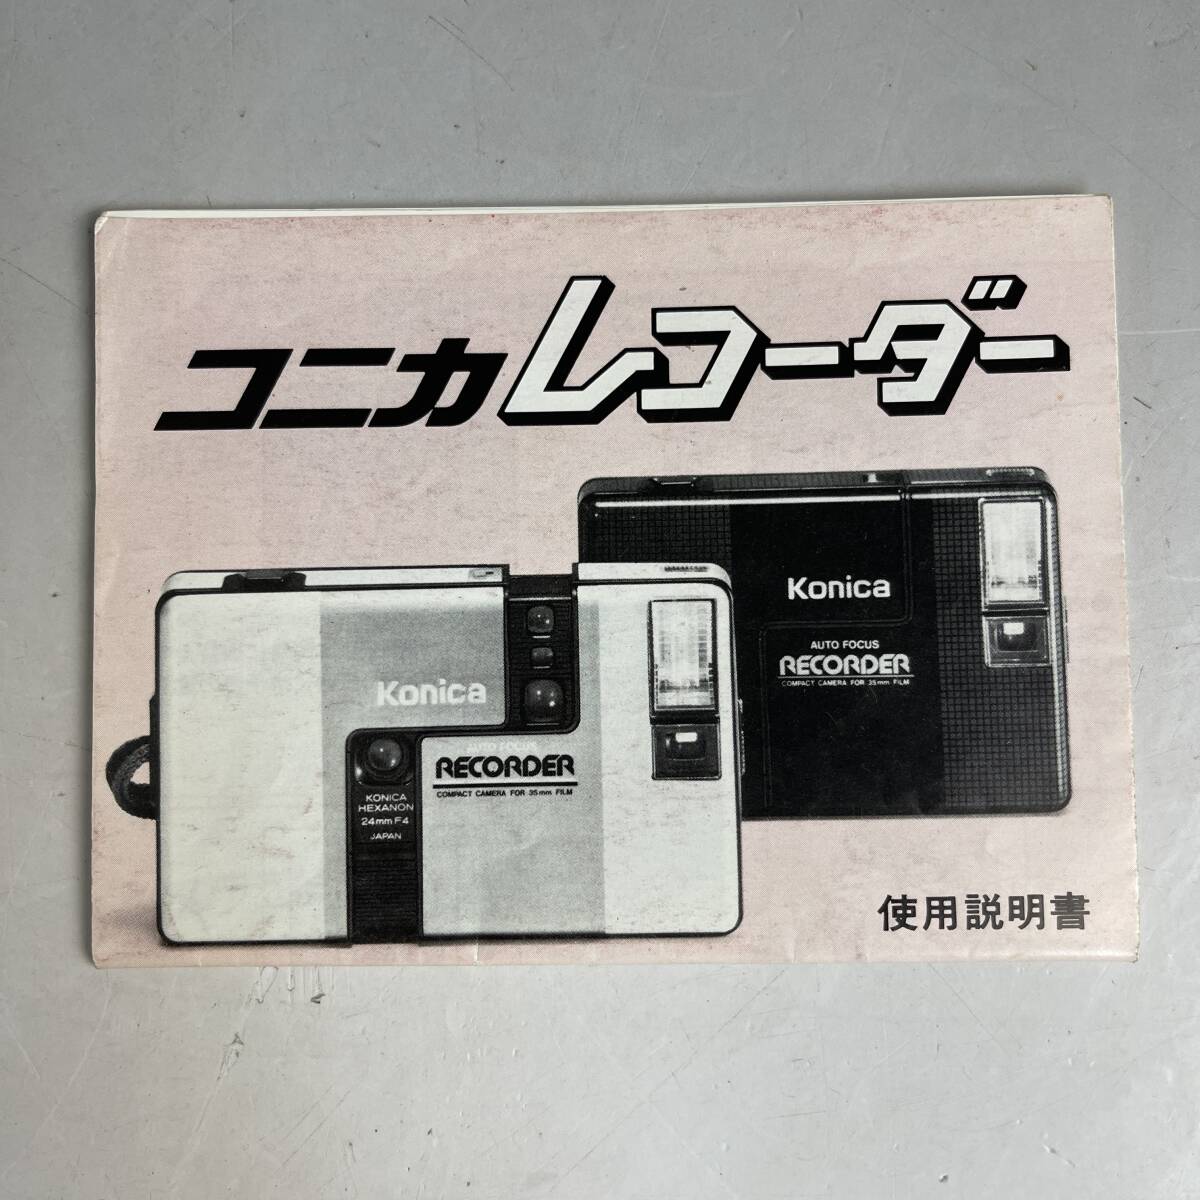 コニカレコーダー
Konica
AUTO FOCUS
RECORDER
COMPACT CAMERA FOR 35mm FILM
Konica
AUTO FOCUS
RECORDER
COMPACT CAMERA FOR 35mm FILM
KONICA
HEXANON
24mm F4
JAPAN
使用説明書